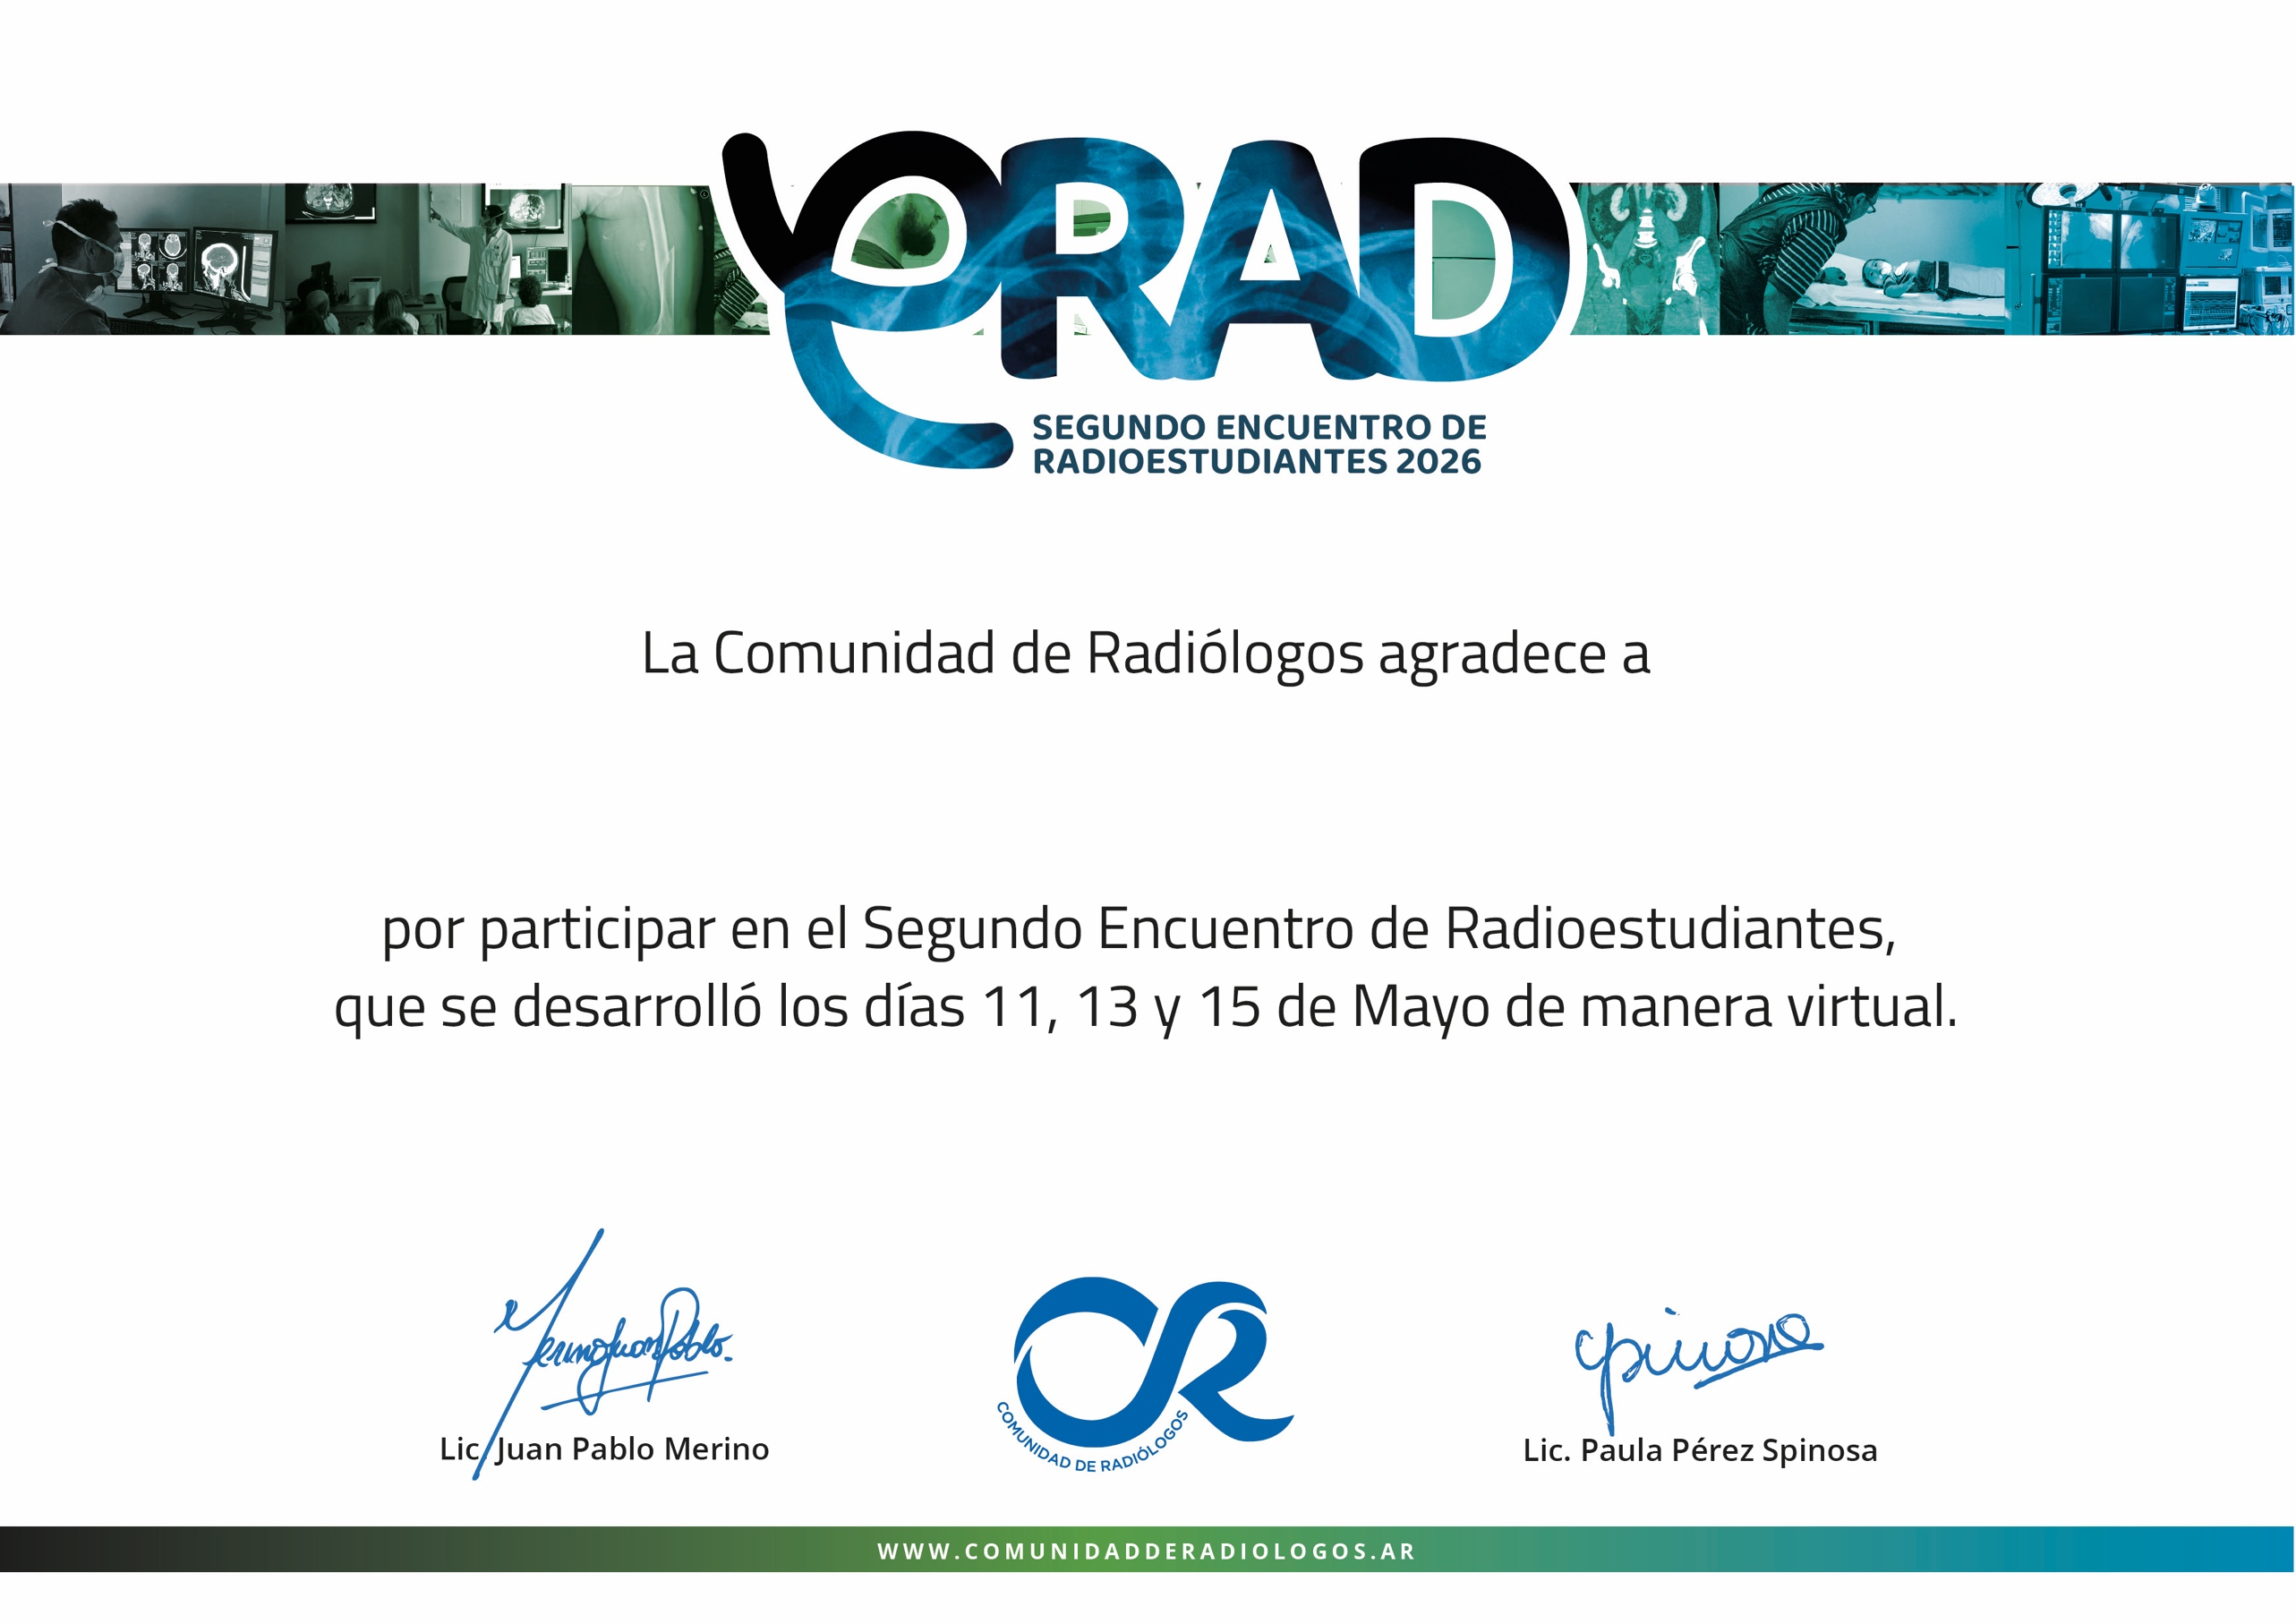 eRAD
SEGUNDO ENCUENTRO DE
RADIOESTUDIANTES 2026
La Comunidad de Radiólogos agradece a
por participar en el Segundo Encuentro de Radioestudiantes,
que se desarrolló los días 11, 13 y 15 de Mayo de manera virtual.
Lic. Juan Pablo Merino
CR
COMUNIDAD DE RADIÓLOGOS
Lic. Paula Pérez Spinosa
WWW.COMUNIDADDERADIOLOGOS.AR